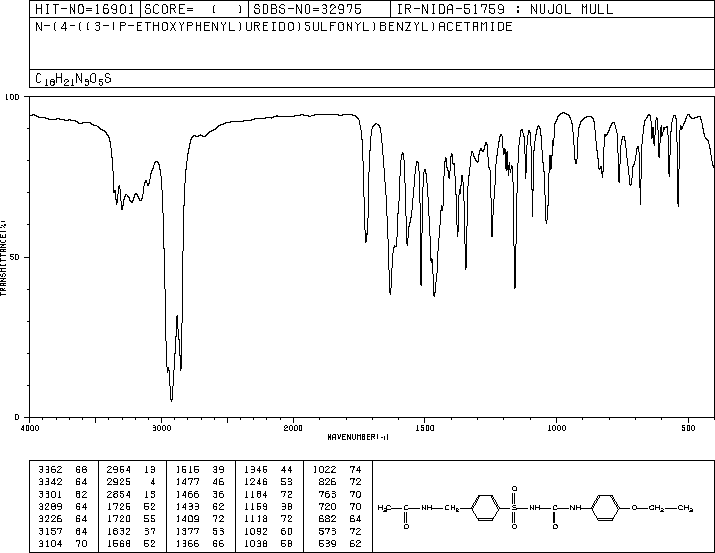 HIT-NO=16901 SCORE= ( ) SDBS-NO=32975 IR-NIDA-51759 : NUJOL MULL
N-(4-((3-(P-ETHOXYPHENYL)UREIDO)SULFONYL)BENZYL)ACETAMIDE
C18H21N3O5S
100
50
0
TRANSMITTANCE(%)
4000 3000 2000 1500 1000 500
WAVENUMBER(-1)
3362 68 2954 13 1515 39 1345 44 1022 74
3342 64 2925 4 1477 46 1246 53 826 72
3301 62 2854 13 1466 36 1184 72 763 70
3289 64 1726 52 1433 62 1159 38 720 70
3226 64 1720 55 1409 72 1118 72 682 64
3157 64 1632 37 1377 53 1092 60 573 72
3104 70 1568 52 1366 66 1038 58 539 62
H3C C NH CH2 S NH C NH O CH2 CH3
O O O O